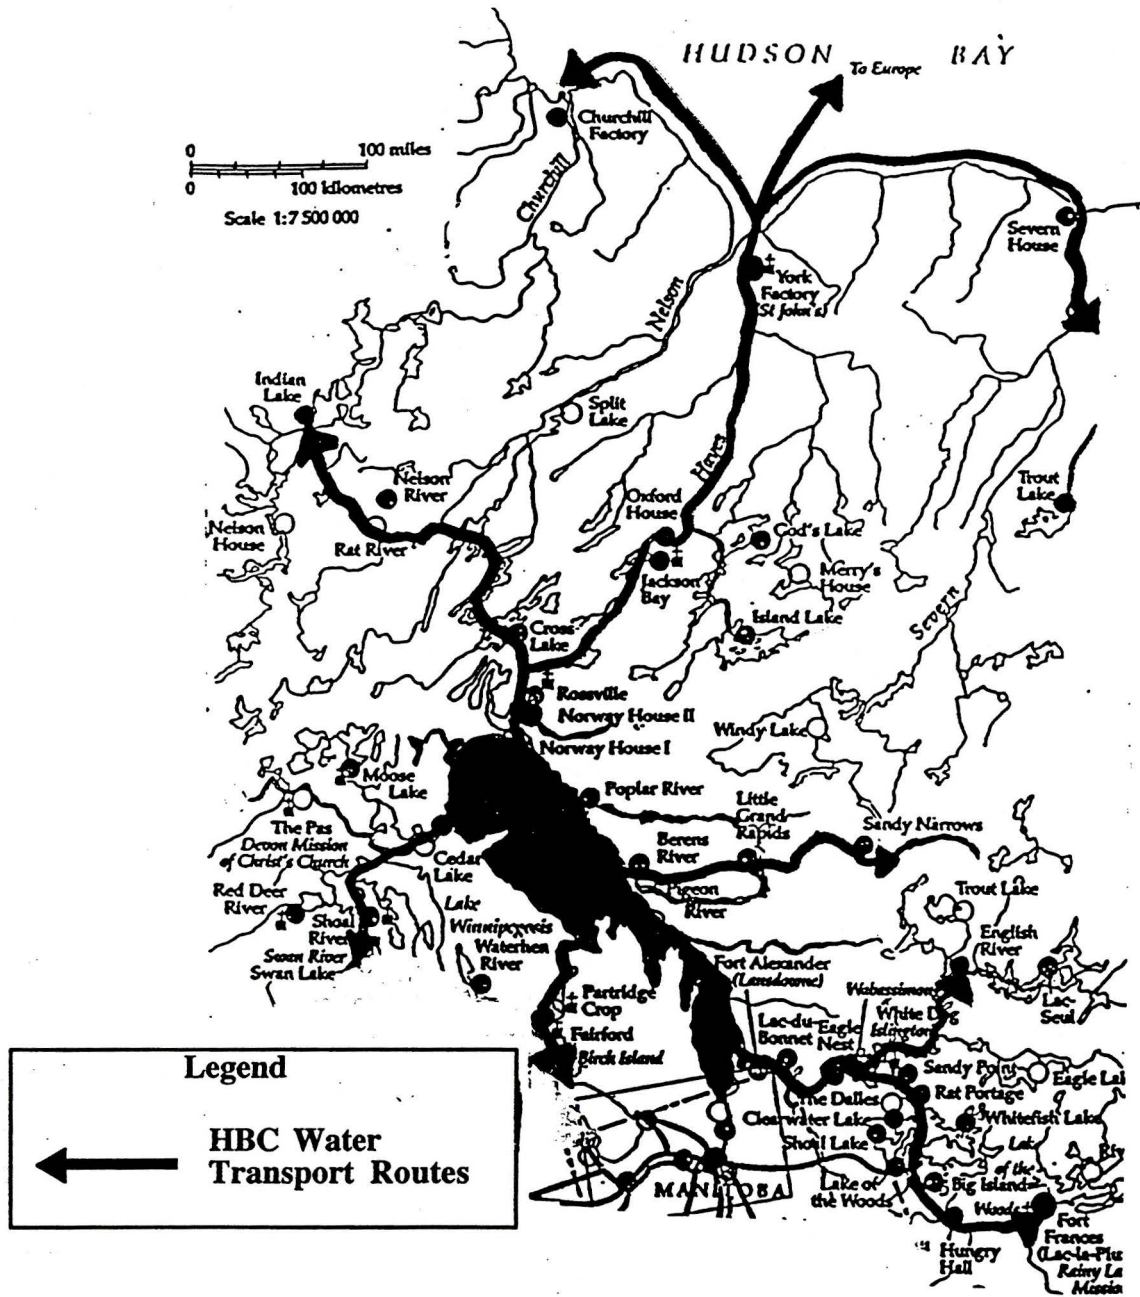 HUDSON BAY
To Europe
Churchill
Factory
0 100 miles
0 100 kilometres
Scale 1:7 500 000
Churchill
Severn
House
York
Factory
(St John's)
Nelson
Indian
Lake
Split
Lake
Hayes
Nelson
River
Oxford
House
Trout
Lake
Nelson
House
Rat River
God's Lake
Jackson
Bay
Merry's
House
Severn
Cross
Lake
Island Lake
Rossville
Norway House II
Windy Lake
Norway House I
Moose
Lake
Poplar River
Little
Grand
Rapids
Sandy Narrows
The Pas
Devon Mission
of Christ's Church
Berens
River
Cedar
Lake
Pigeon
River
Trout Lake
Red Deer
River
Shoal
River
Swan River
Swan Lake
Lake
Winnipegosis
Waterhen
River
English
River
Fort Alexander
(Lansdowne)
Lac-
Seul
Partridge
Crop
Fairford
Birch Island
Lac-du-
Bonnet
Eagle
Nest
White Dog
Islington
Sandy Point
Eagle La
The Dalles
Rat Portage
Clearwater Lake
Whitefish Lake
Shoal Lake
Lake
of the
Woods
Lake of
the Woods
Big Island
MANITOBA
Hungry
Hall
Fort
Frances
(Lac-la-Plu
Rainy La
Missio
Legend
HBC Water
Transport Routes